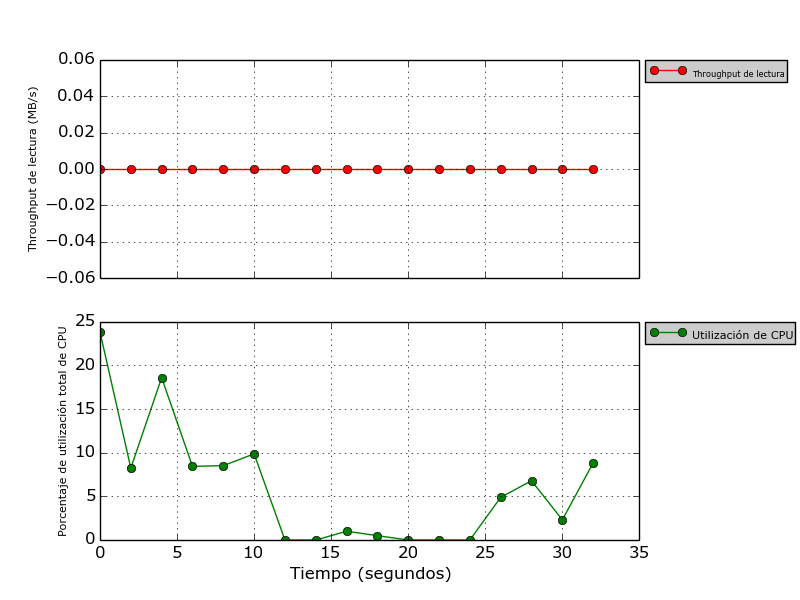 0.06
0.04
0.02
0.00
−0.02
−0.04
−0.06
Throughput de lectura (MB/s)
Throughput de lectura
25
20
15
10
5
0
Porcentaje de utilización total de CPU
Utilización de CPU
0 5 10 15 20 25 30 35
Tiempo (segundos)